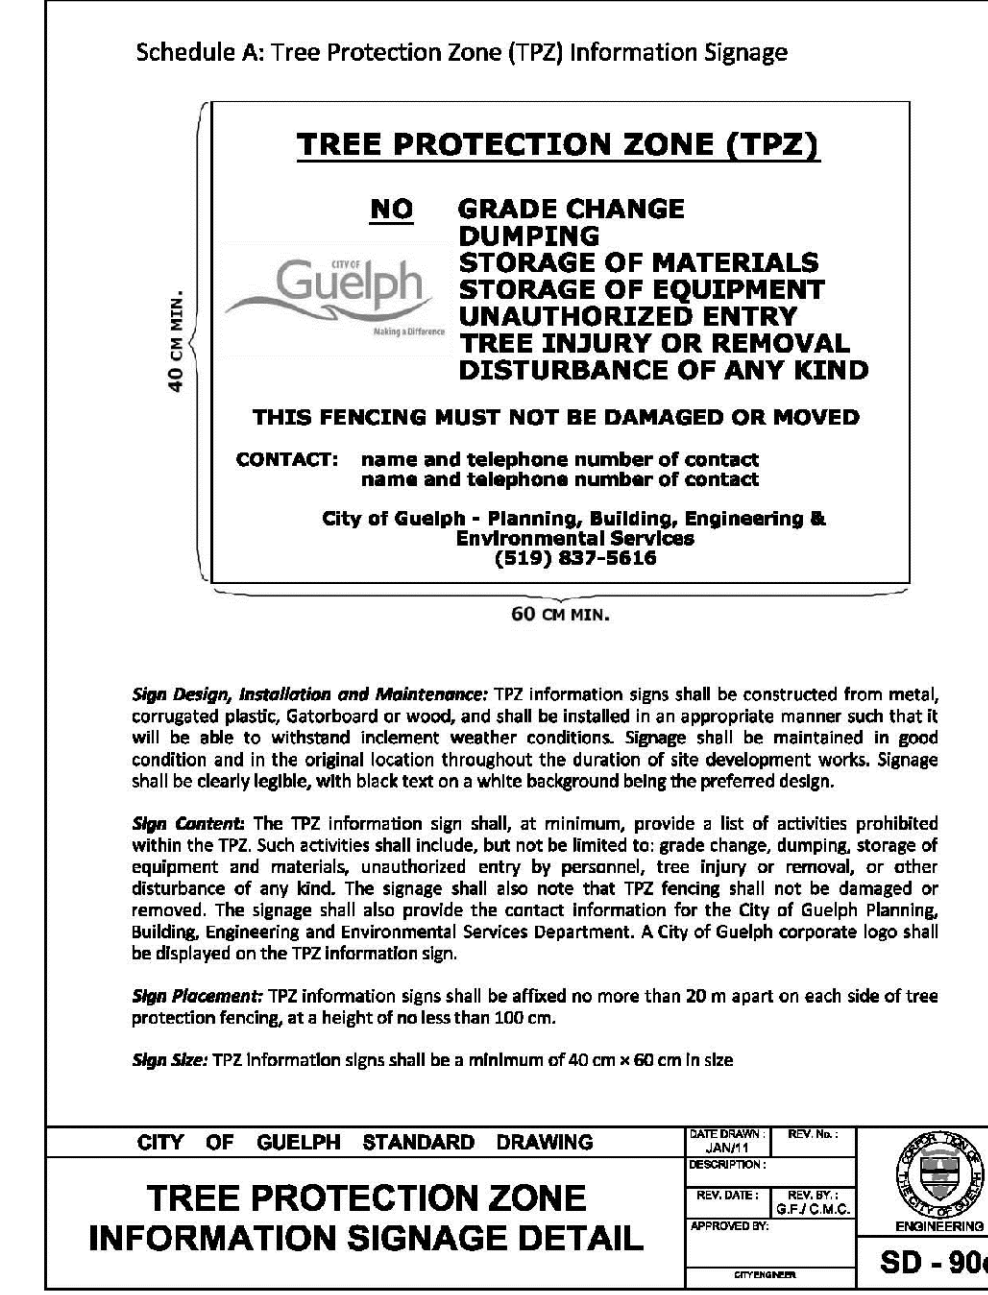 Schedule A: Tree Protection Zone (TPZ) Information Signage
TREE PROTECTION ZONE (TPZ)
NO GRADE CHANGE
DUMPING
STORAGE OF MATERIALS
STORAGE OF EQUIPMENT
UNAUTHORIZED ENTRY
TREE INJURY OR REMOVAL
DISTURBANCE OF ANY KIND
CITY OF
Guelph
Making a Difference
40 CM MIN.
THIS FENCING MUST NOT BE DAMAGED OR MOVED
CONTACT: name and telephone number of contact
name and telephone number of contact
City of Guelph - Planning, Building, Engineering &
Environmental Services
(519) 837-5616
60 CM MIN.
Sign Design, Installation and Maintenance: TPZ information signs shall be constructed from metal,
corrugated plastic, Gatorboard or wood, and shall be installed in an appropriate manner such that it
will be able to withstand inclement weather conditions. Signage shall be maintained in good
condition and in the original location throughout the duration of site development works. Signage
shall be clearly legible, with black text on a white background being the preferred design.
Sign Content: The TPZ information sign shall, at minimum, provide a list of activities prohibited
within the TPZ. Such activities shall include, but not be limited to: grade change, dumping, storage of
equipment and materials, unauthorized entry by personnel, tree injury or removal, or other
disturbance of any kind. The signage shall also note that TPZ fencing shall not be damaged or
removed. The signage shall also provide the contact information for the City of Guelph Planning,
Building, Engineering and Environmental Services Department. A City of Guelph corporate logo shall
be displayed on the TPZ information sign.
Sign Placement: TPZ information signs shall be affixed no more than 20 m apart on each side of tree
protection fencing, at a height of no less than 100 cm.
Sign Size: TPZ information signs shall be a minimum of 40 cm × 60 cm in size
CITY OF GUELPH STANDARD DRAWING
TREE PROTECTION ZONE
INFORMATION SIGNAGE DETAIL
DATE DRAWN :
JAN/11
REV. No. :
DESCRIPTION :
REV. DATE :
REV. BY. :
G.F./ C.M.C.
APPROVED BY:
CITY ENGINEER
THE CITY OF GUELPH
ENGINEERING
SD - 90